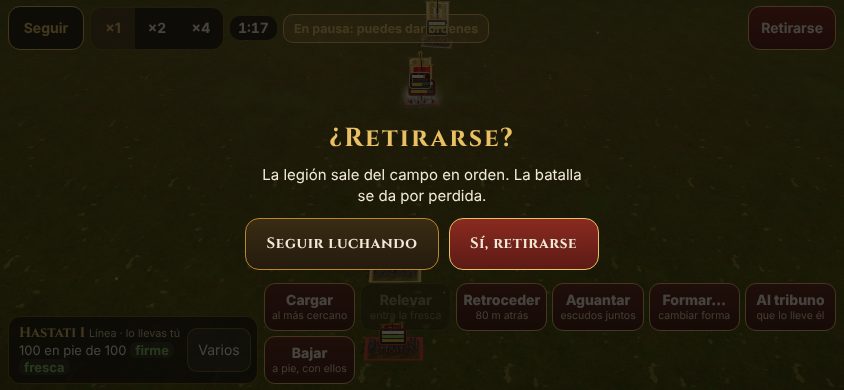 Seguir
×1 ×2 ×4
1:17
En pausa: puedes dar órdenes
Retirarse
¿Retirarse?
La legión sale del campo en orden. La batalla
se da por perdida.
Seguir luchando
Sí, retirarse
Hastati I Línea · lo llevas tú
100 en pie de 100 firme
fresca
Varios
Cargar
al más cercano
Relevar
entra la fresca
Retroceder
80 m atrás
Aguantar
escudos juntos
Formar...
cambiar forma
Al tribuno
que lo lleve él
Bajar
a pie, con ellos